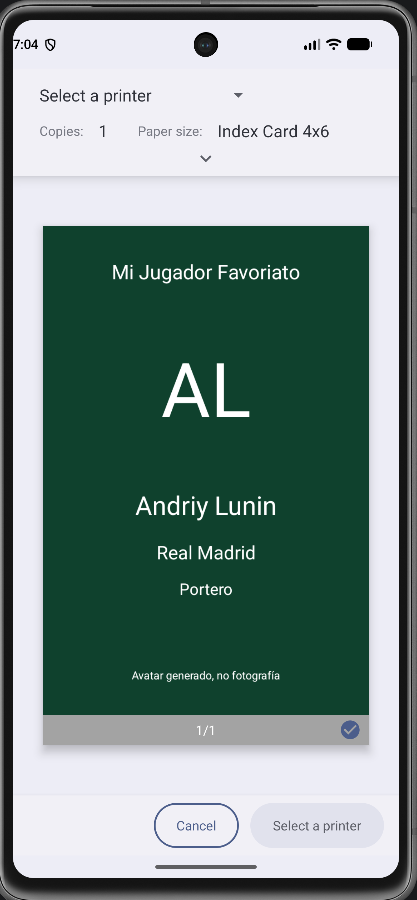 7:04
Select a printer
Copies: 1 Paper size: Index Card 4x6
Mi Jugador Favoriato
AL
Andriy Lunin
Real Madrid
Portero
Avatar generado, no fotografía
1/1
Cancel Select a printer